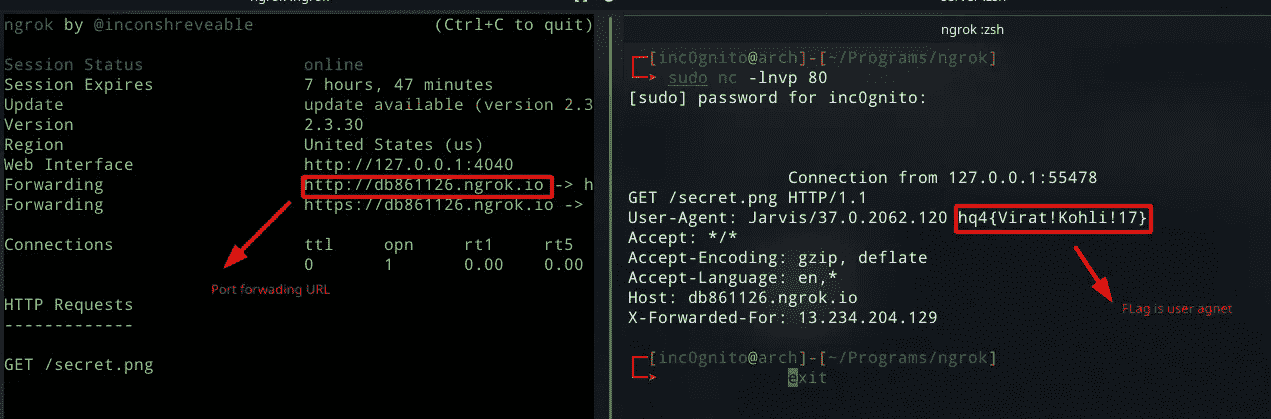 ngrok by @inconshreveable (Ctrl+C to quit)
Session Status online
Session Expires 7 hours, 47 minutes
Update update available (version 2.3
Version 2.3.30
Region United States (us)
Web Interface http://127.0.0.1:4040
Forwarding http://db861126.ngrok.io -> h
Forwarding https://db861126.ngrok.io ->
Connections ttl opn rt1 rt5
0 1 0.00 0.00
HTTP Requests
-------------
GET /secret.png
Port forwading URL
ngrok :zsh
[inc0gnito@arch]-[~/Programs/ngrok]
sudo nc -lnvp 80
[sudo] password for inc0gnito:
Connection from 127.0.0.1:55478
GET /secret.png HTTP/1.1
User-Agent: Jarvis/37.0.2062.120 hq4{Virat!Kohli!17}
Accept: */*
Accept-Encoding: gzip, deflate
Accept-Language: en,*
Host: db861126.ngrok.io
X-Forwarded-For: 13.234.204.129
FLag is user agnet
[inc0gnito@arch]-[~/Programs/ngrok]
exit